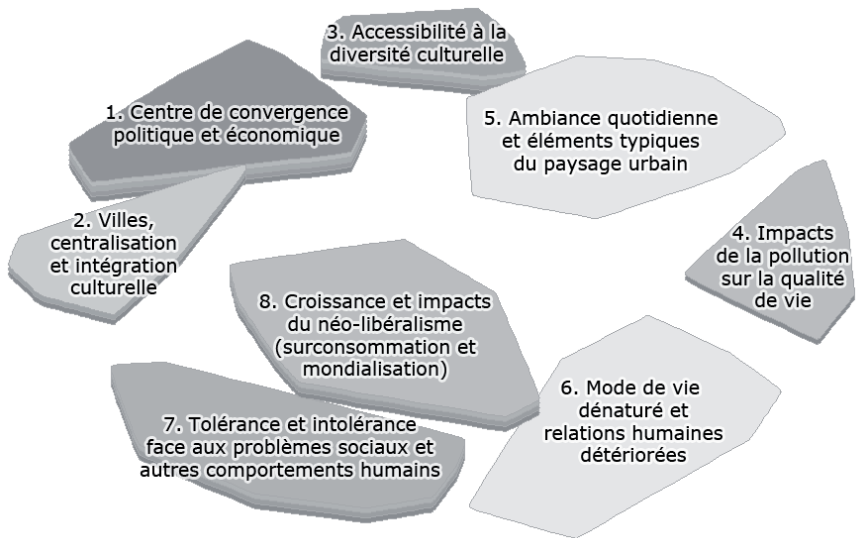 1. Centre de convergence
politique et économique
2. Villes,
centralisation
et intégration
culturelle
3. Accessibilité à la
diversité culturelle
4. Impacts
de la pollution
sur la qualité
de vie
5. Ambiance quotidienne
et éléments typiques
du paysage urbain
6. Mode de vie
dénaturé et
relations humaines
détériorées
7. Tolérance et intolérance
face aux problèmes sociaux et
autres comportements humains
8. Croissance et impacts
du néo-libéralisme
(surconsommation et
mondialisation)